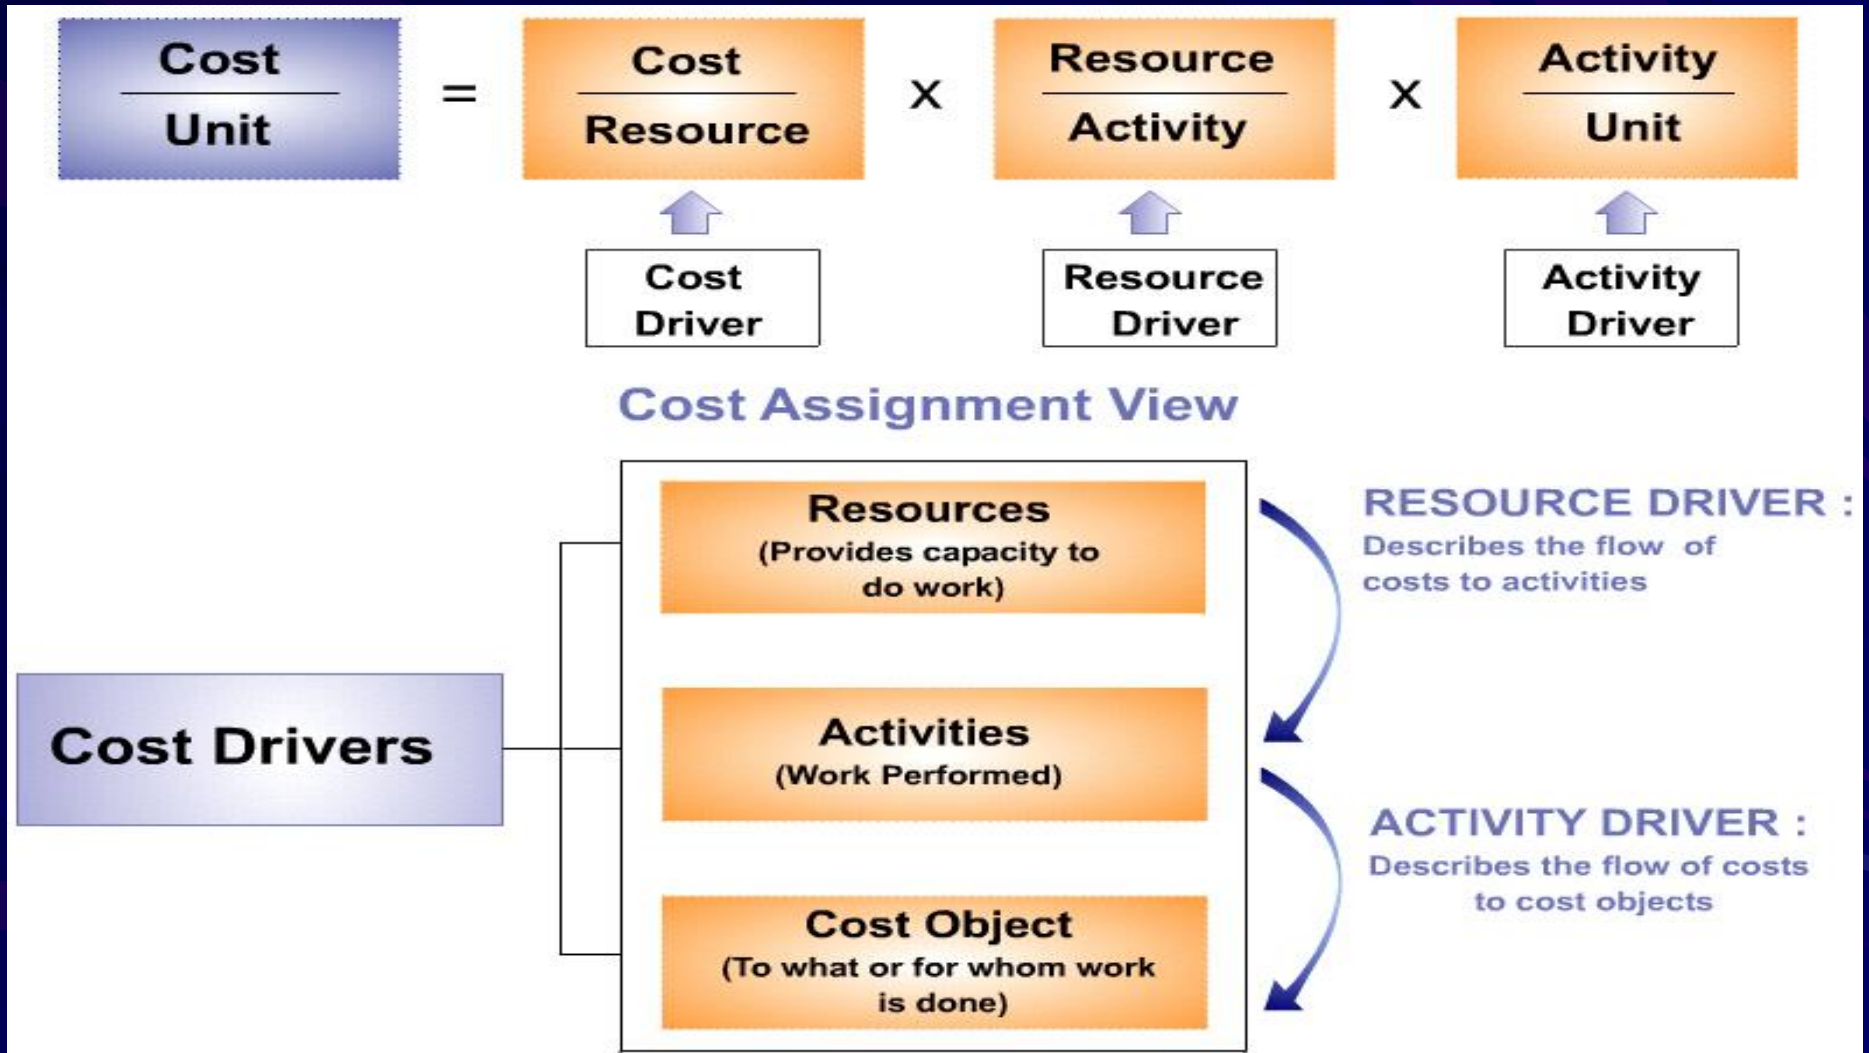 Cost
Unit
=
Cost
Resource
x
Resource
Activity
x
Activity
Unit
Cost
Driver
Resource
Driver
Activity
Driver
Cost Assignment View
Resources
(Provides capacity to
do work)
RESOURCE DRIVER :
Describes the flow of
costs to activities
Cost Drivers
Activities
(Work Performed)
ACTIVITY DRIVER :
Describes the flow of costs
to cost objects
Cost Object
(To what or for whom work
is done)